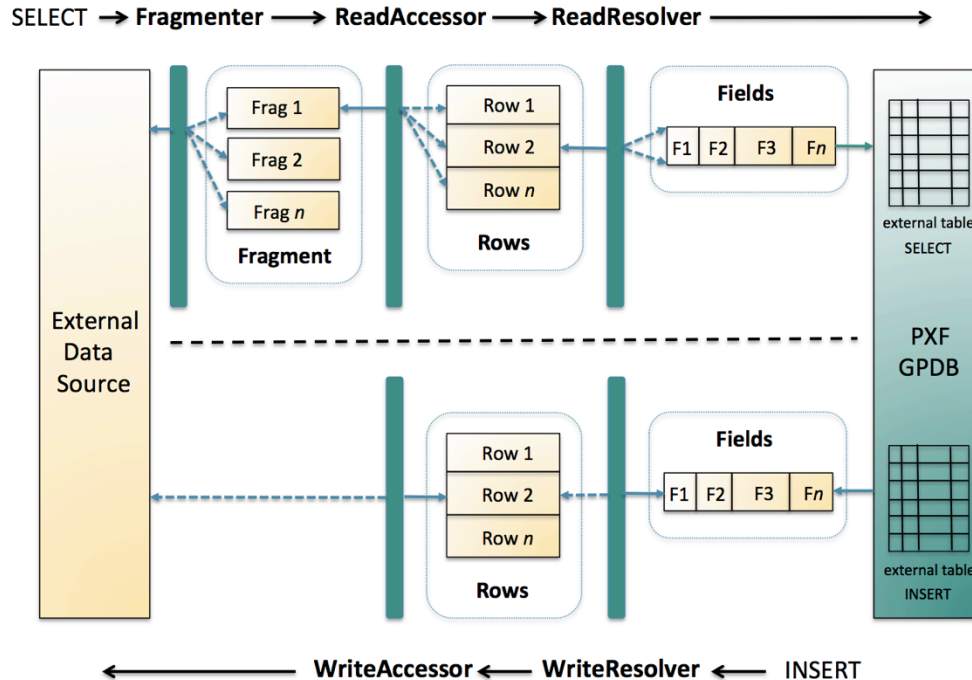 SELECT Fragmenter ReadAccessor ReadResolver
External
Data
Source
Frag 1
Frag 2
Frag n
Fragment
Row 1
Row 2
Row n
Rows
Fields
F1 F2 F3 Fn
external table
SELECT
PXF
GPDB
Row 1
Row 2
Row n
Rows
Fields
F1 F2 F3 Fn
external table
INSERT
WriteAccessor WriteResolver INSERT